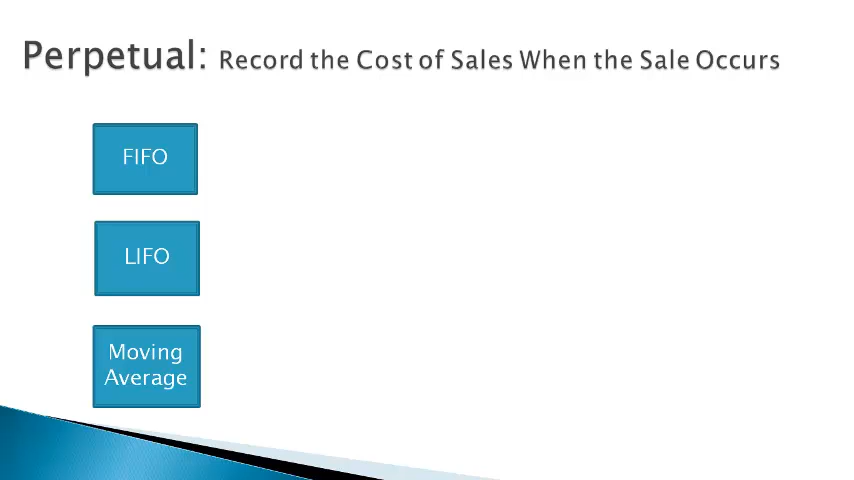 Perpetual: Record the Cost of Sales When the Sale Occurs
FIFO
LIFO
Moving
Average